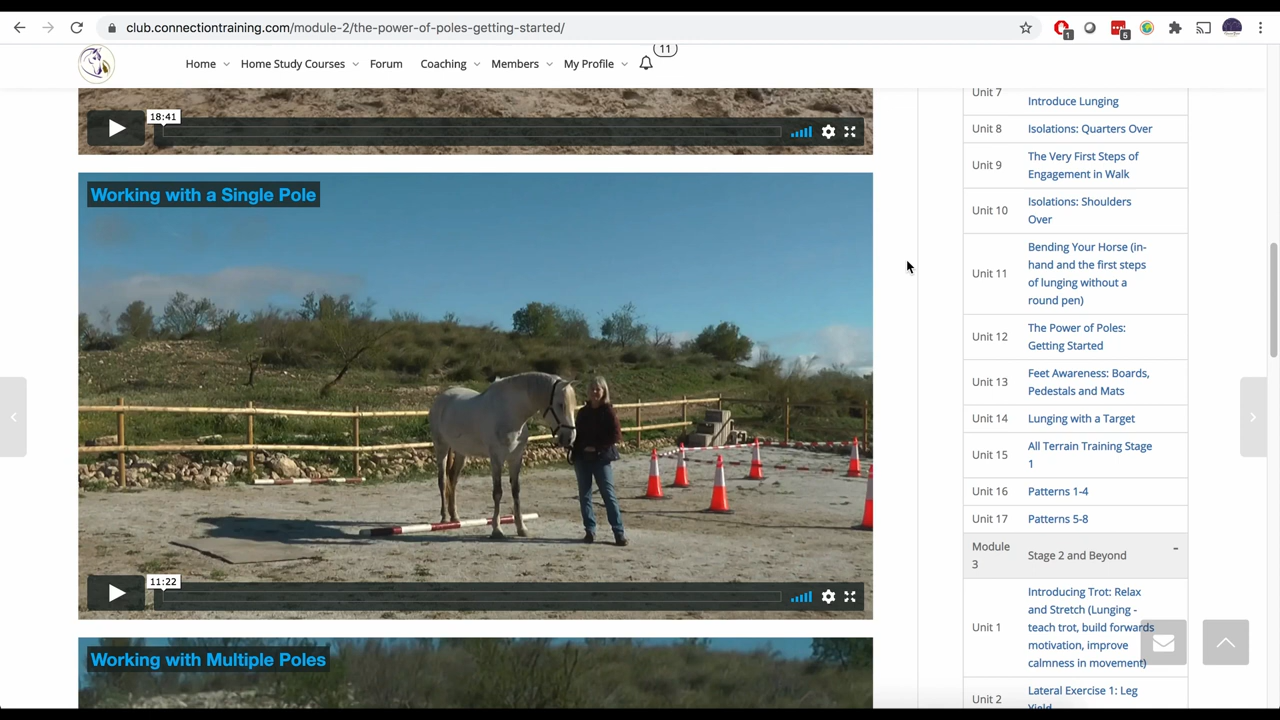 club.connectiontraining.com/module-2/the-power-of-poles-getting-started/
1
5
11
Home
Home Study Courses
Forum
Coaching
Members
My Profile
18:41
Working with a Single Pole
11:22
Working with Multiple Poles
Unit 7
Introduce Lunging
Unit 8
Isolations: Quarters Over
Unit 9
The Very First Steps of
Engagement in Walk
Unit 10
Isolations: Shoulders
Over
Unit 11
Bending Your Horse (in-
hand and the first steps
of lunging without a
round pen)
Unit 12
The Power of Poles:
Getting Started
Unit 13
Feet Awareness: Boards,
Pedestals and Mats
Unit 14
Lunging with a Target
Unit 15
All Terrain Training Stage
1
Unit 16
Patterns 1-4
Unit 17
Patterns 5-8
Module
3
Stage 2 and Beyond
-
Unit 1
Introducing Trot: Relax
and Stretch (Lunging -
teach trot, build forwards
motivation, improve
calmness in movement)
Unit 2
Lateral Exercise 1: Leg
Yield